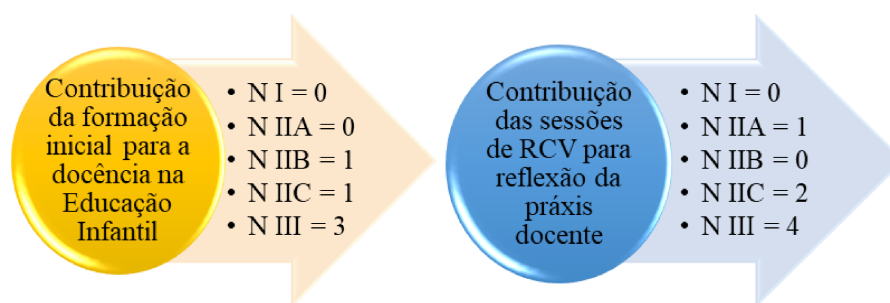 Contribuição
da formação
inicial para a
docência na
Educação
Infantil
• N I = 0
• N IIA = 0
• N IIB = 1
• N IIC = 1
• N III = 3
Contribuição
das sessões
de RCV para
reflexão da
práxis
docente
• N I = 0
• N IIA = 1
• N IIB = 0
• N IIC = 2
• N III = 4